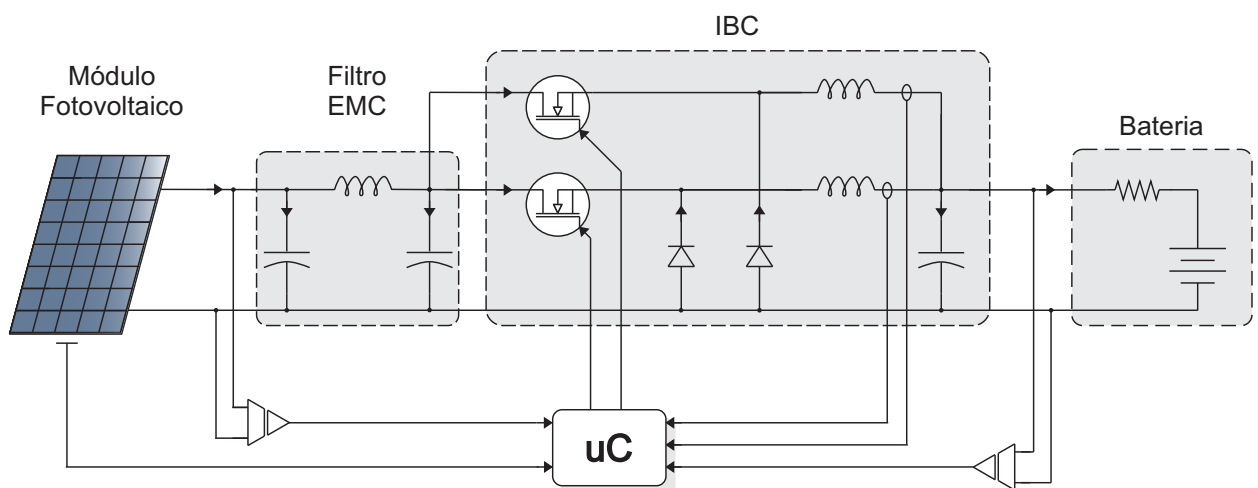 IBC
Módulo
Fotovoltaico
Filtro
EMC
Bateria
uC